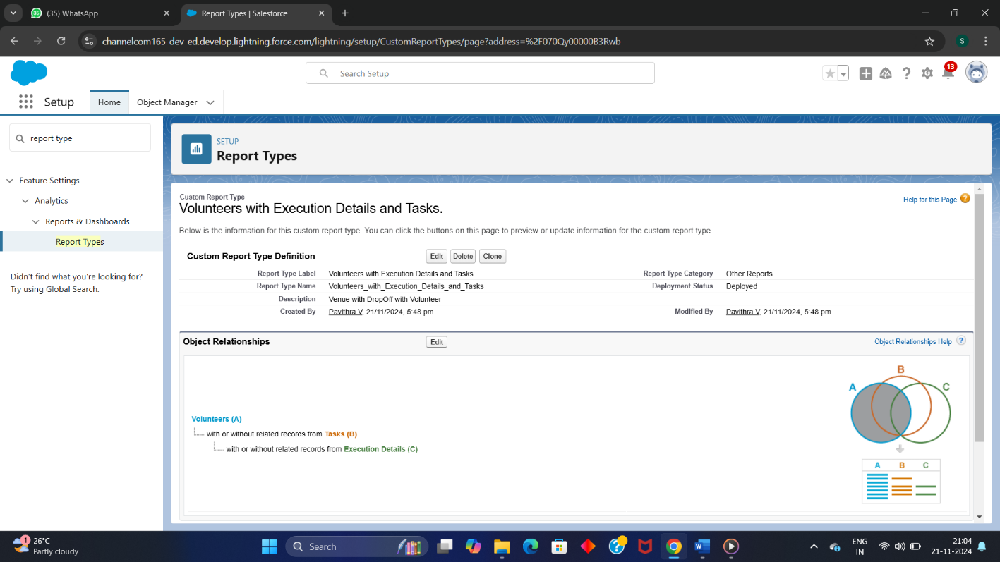 35
(35) WhatsApp
Report Types | Salesforce
channelcom165-dev-ed.develop.lightning.force.com/lightning/setup/CustomReportTypes/page?address=%2F070Qy00000B3Rwb
S
Search Setup
13
Setup
Home
Object Manager
report type
Feature Settings
Analytics
Reports & Dashboards
Report Types
Didn't find what you're looking for?
Try using Global Search.
SETUP
Report Types
Custom Report Type
Volunteers with Execution Details and Tasks.
Help for this Page ?
Below is the information for this custom report type. You can click the buttons on this page to preview or update information for the custom report type.
Custom Report Type Definition Edit Delete Clone
Report Type Label Volunteers with Execution Details and Tasks. Report Type Category Other Reports
Report Type Name Volunteers_with_Execution_Details_and_Tasks Deployment Status Deployed
Description Venue with DropOff with Volunteer
Created By Pavithra V, 21/11/2024, 5:48 pm Modified By Pavithra V, 21/11/2024, 5:48 pm
Object Relationships Edit Object Relationships Help ?
B
A C
Volunteers (A)
with or without related records from Tasks (B)
with or without related records from Execution Details (C)
A B C
1
26°C
Partly cloudy
Search
ENG
IN
21:04
21-11-2024